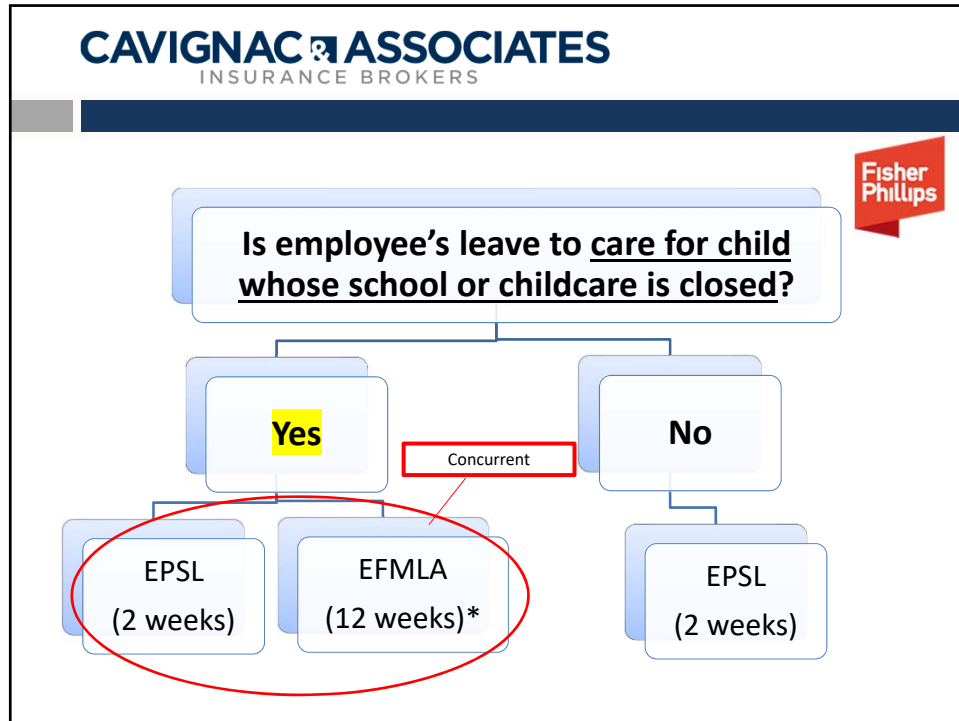 CAVIGNAC & ASSOCIATES
INSURANCE BROKERS
Fisher
Phillips
Is employee's leave to care for child
whose school or childcare is closed?
Yes
No
Concurrent
EPSL
(2 weeks)
EFMLA
(12 weeks)*
EPSL
(2 weeks)